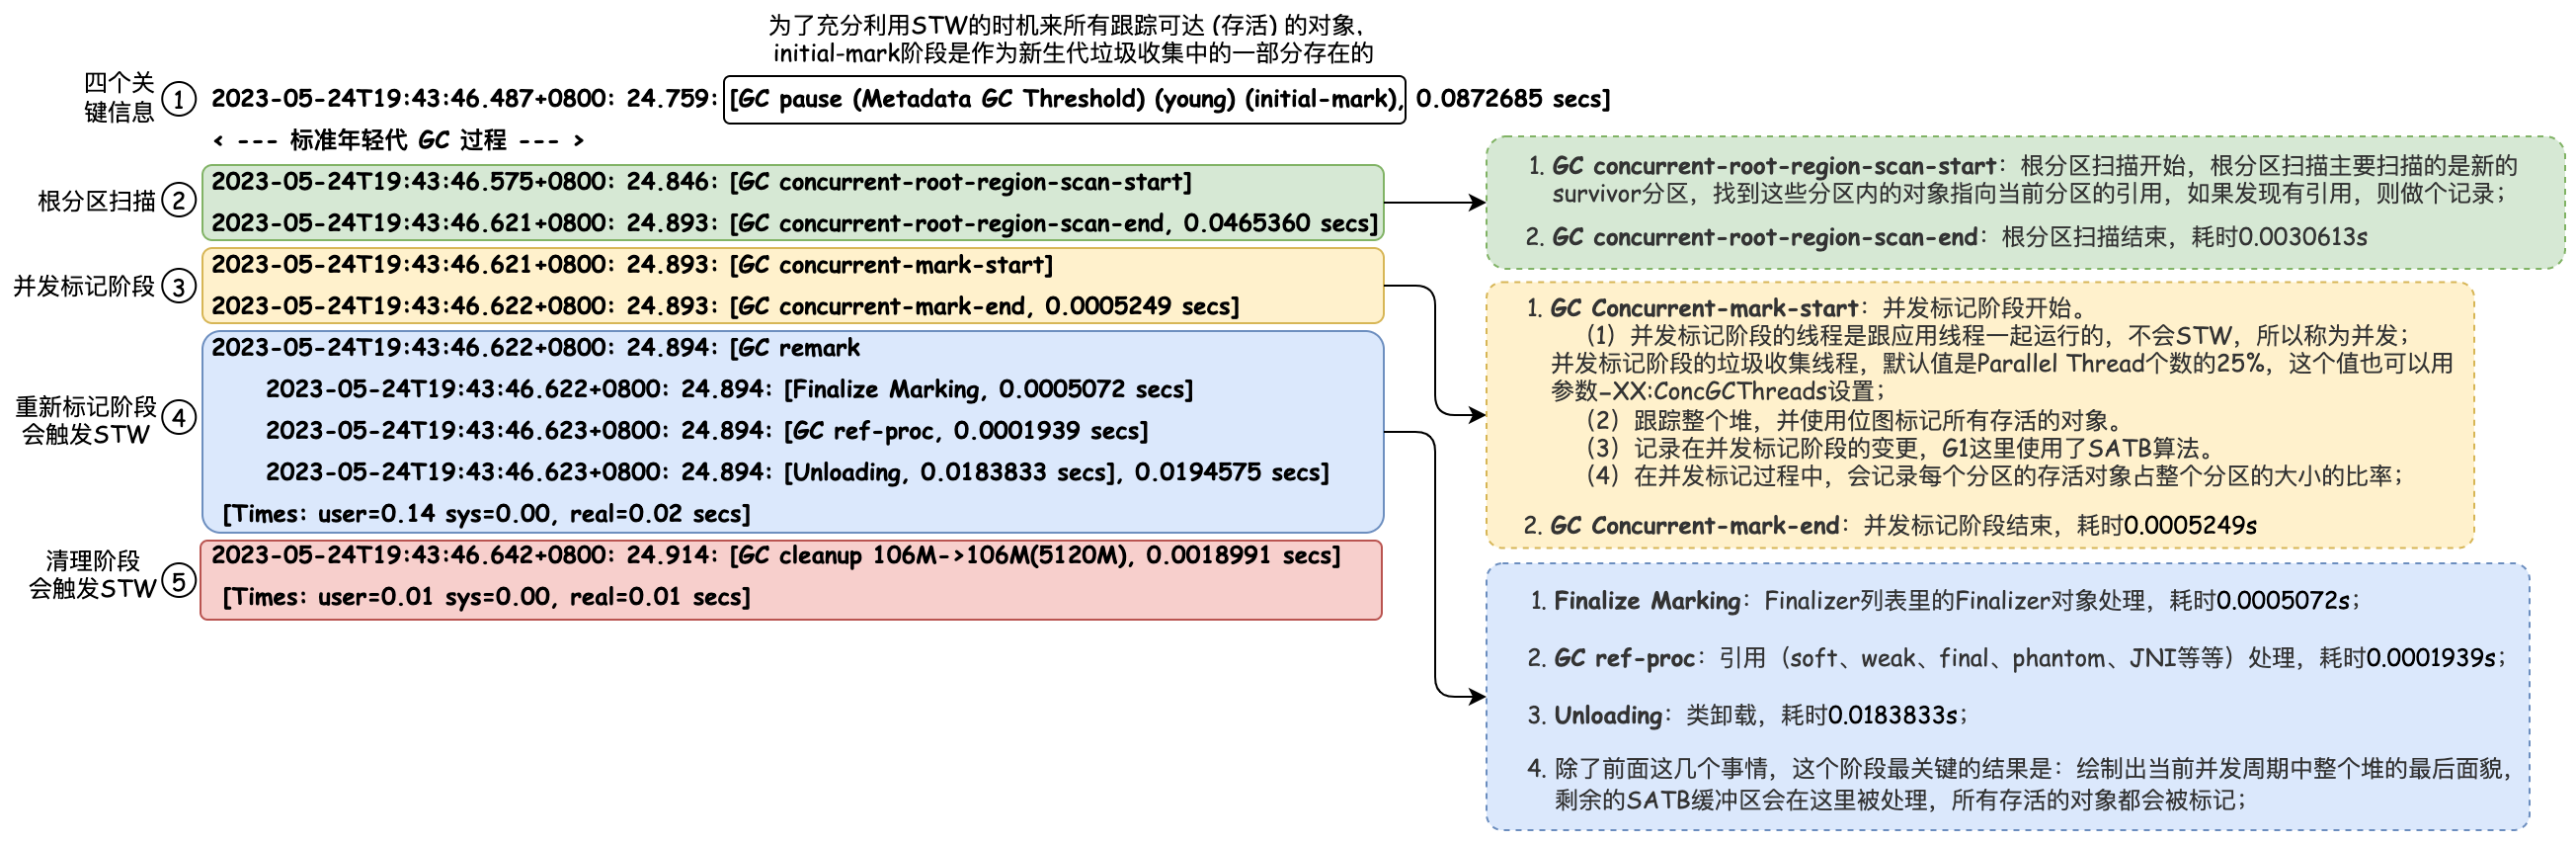 为了充分利用STW的时机来所有跟踪可达 (存活) 的对象，
initial-mark阶段是作为新生代垃圾收集中的一部分存在的
四个关
键信息
① 2023-05-24T19:43:46.487+0800: 24.759: [GC pause (Metadata GC Threshold) (young) (initial-mark), 0.0872685 secs]
< --- 标准年轻代 GC 过程 --- >
根分区扫描 ②
2023-05-24T19:43:46.575+0800: 24.846: [GC concurrent-root-region-scan-start]
2023-05-24T19:43:46.621+0800: 24.893: [GC concurrent-root-region-scan-end, 0.0465360 secs]
并发标记阶段 ③
2023-05-24T19:43:46.621+0800: 24.893: [GC concurrent-mark-start]
2023-05-24T19:43:46.622+0800: 24.893: [GC concurrent-mark-end, 0.0005249 secs]
重新标记阶段
会触发STW
④
2023-05-24T19:43:46.622+0800: 24.894: [GC remark
2023-05-24T19:43:46.622+0800: 24.894: [Finalize Marking, 0.0005072 secs]
2023-05-24T19:43:46.623+0800: 24.894: [GC ref-proc, 0.0001939 secs]
2023-05-24T19:43:46.623+0800: 24.894: [Unloading, 0.0183833 secs], 0.0194575 secs]
[Times: user=0.14 sys=0.00, real=0.02 secs]
清理阶段
会触发STW
⑤
2023-05-24T19:43:46.642+0800: 24.914: [GC cleanup 106M->106M(5120M), 0.0018991 secs]
[Times: user=0.01 sys=0.00, real=0.01 secs]
1. GC concurrent-root-region-scan-start：根分区扫描开始，根分区扫描主要扫描的是新的
survivor分区，找到这些分区内的对象指向当前分区的引用，如果发现有引用，则做个记录；
2. GC concurrent-root-region-scan-end：根分区扫描结束，耗时0.0030613s
1. GC Concurrent-mark-start：并发标记阶段开始。
（1）并发标记阶段的线程是跟应用线程一起运行的，不会STW，所以称为并发；
并发标记阶段的垃圾收集线程，默认值是Parallel Thread个数的25%，这个值也可以用
参数-XX:ConcGCThreads设置；
（2）跟踪整个堆，并使用位图标记所有存活的对象。
（3）记录在并发标记阶段的变更，G1这里使用了SATB算法。
（4）在并发标记过程中，会记录每个分区的存活对象占整个分区的大小的比率；
2. GC Concurrent-mark-end：并发标记阶段结束，耗时0.0005249s
1. Finalize Marking：Finalizer列表里的Finalizer对象处理，耗时0.0005072s；
2. GC ref-proc：引用（soft、weak、final、phantom、JNI等等）处理，耗时0.0001939s；
3. Unloading：类卸载，耗时0.0183833s；
4. 除了前面这几个事情，这个阶段最关键的结果是：绘制出当前并发周期中整个堆的最后面貌，
剩余的SATB缓冲区会在这里被处理，所有存活的对象都会被标记；